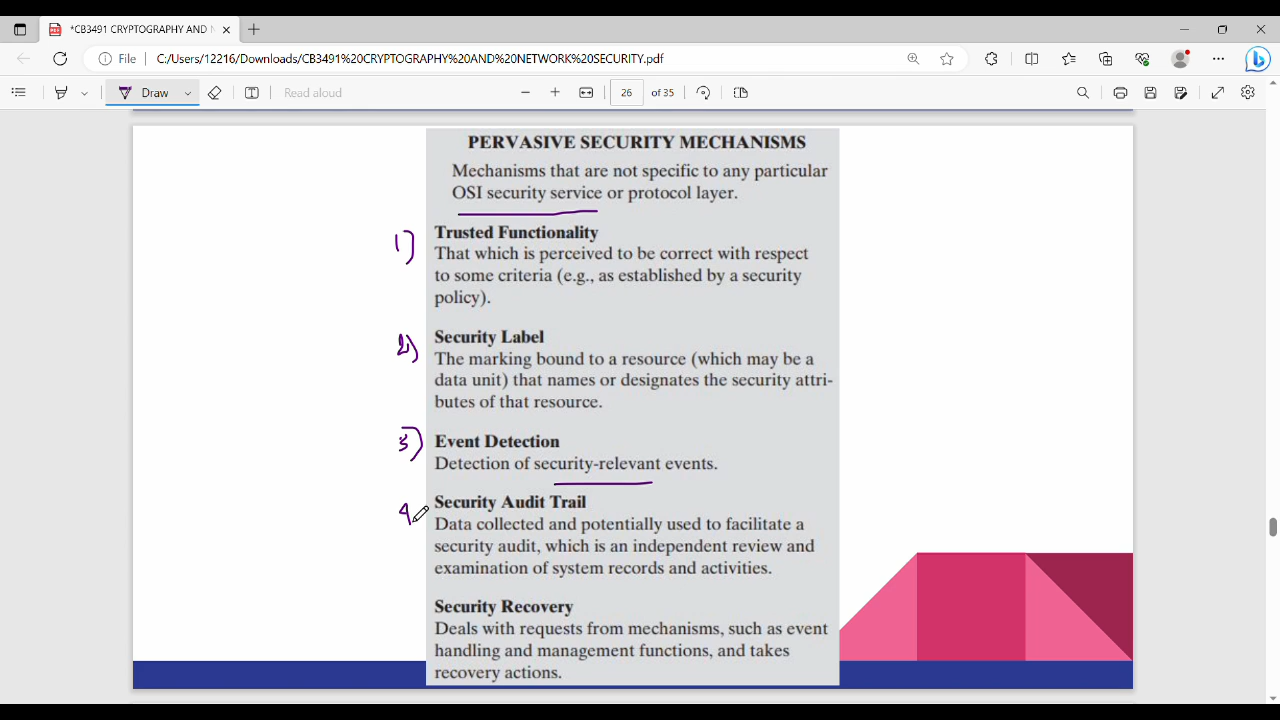 *CB3491 CRYPTOGRAPHY AND
File C:/Users/12216/Downloads/CB3491%20CRYPTOGRAPHY%20AND%20NETWORK%20SECURITY.pdf
Draw Read aloud 26 of 35
PERVASIVE SECURITY MECHANISMS
Mechanisms that are not specific to any particular
OSI security service or protocol layer.
1) Trusted Functionality
That which is perceived to be correct with respect
to some criteria (e.g., as established by a security
policy).
2) Security Label
The marking bound to a resource (which may be a
data unit) that names or designates the security attri-
butes of that resource.
3) Event Detection
Detection of security-relevant events.
4 Security Audit Trail
Data collected and potentially used to facilitate a
security audit, which is an independent review and
examination of system records and activities.
Security Recovery
Deals with requests from mechanisms, such as event
handling and management functions, and takes
recovery actions.